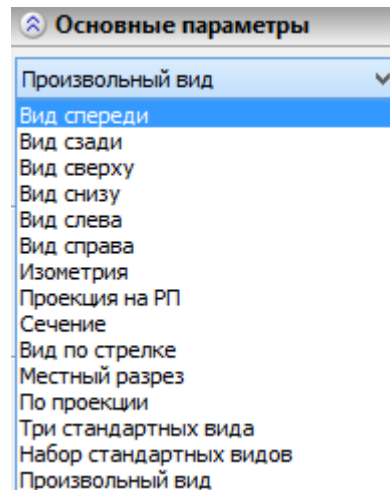 Основные параметры
Произвольный вид
Вид спереди
Вид сзади
Вид сверху
Вид снизу
Вид слева
Вид справа
Изометрия
Проекция на РП
Сечение
Вид по стрелке
Местный разрез
По проекции
Три стандартных вида
Набор стандартных видов
Произвольный вид